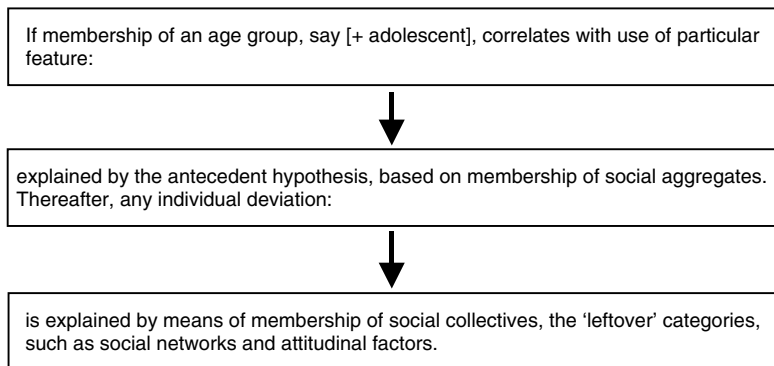 If membership of an age group, say [+ adolescent], correlates with use of particular
feature:
explained by the antecedent hypothesis, based on membership of social aggregates.
Thereafter, any individual deviation:
is explained by means of membership of social collectives, the ‘leftover’ categories,
such as social networks and attitudinal factors.